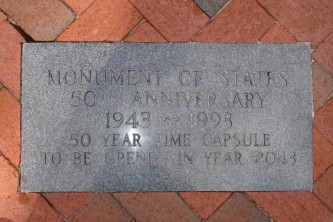 MONUMENT OF STATES
50TH ANNIVERSARY
1943 – 1993
50 YEAR TIME CAPSULE
TO BE OPENED IN YEAR 2043